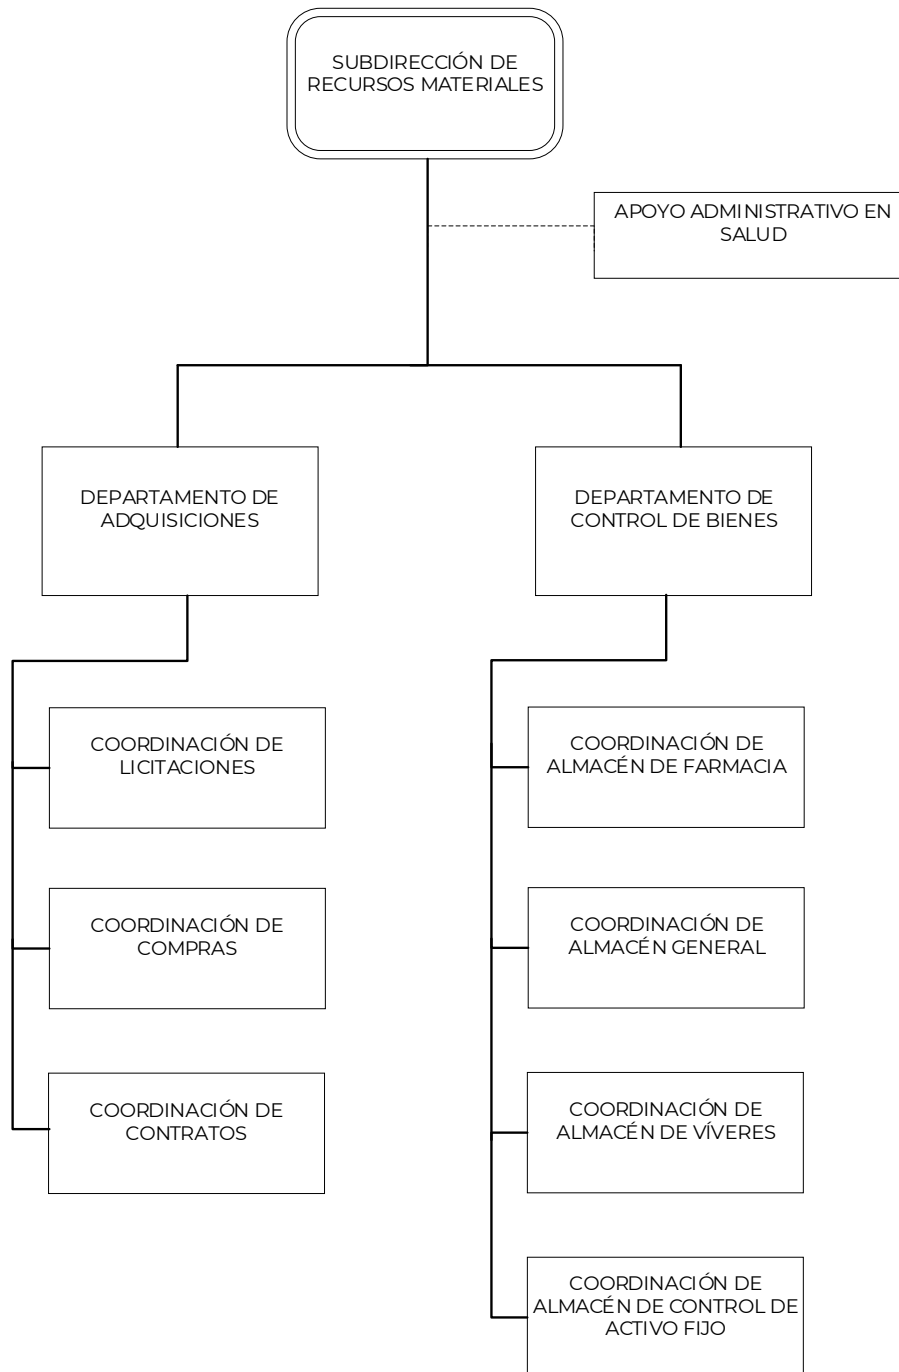 SUBDIRECCIÓN DE
RECURSOS MATERIALES
APOYO ADMINISTRATIVO EN
SALUD
DEPARTAMENTO DE
ADQUISICIONES
DEPARTAMENTO DE
CONTROL DE BIENES
COORDINACIÓN DE
LICITACIONES
COORDINACIÓN DE
COMPRAS
COORDINACIÓN DE
CONTRATOS
COORDINACIÓN DE
ALMACÉN DE FARMACIA
COORDINACIÓN DE
ALMACÉN GENERAL
COORDINACIÓN DE
ALMACÉN DE VÍVERES
COORDINACIÓN DE
ALMACÉN DE CONTROL DE
ACTIVO FIJO